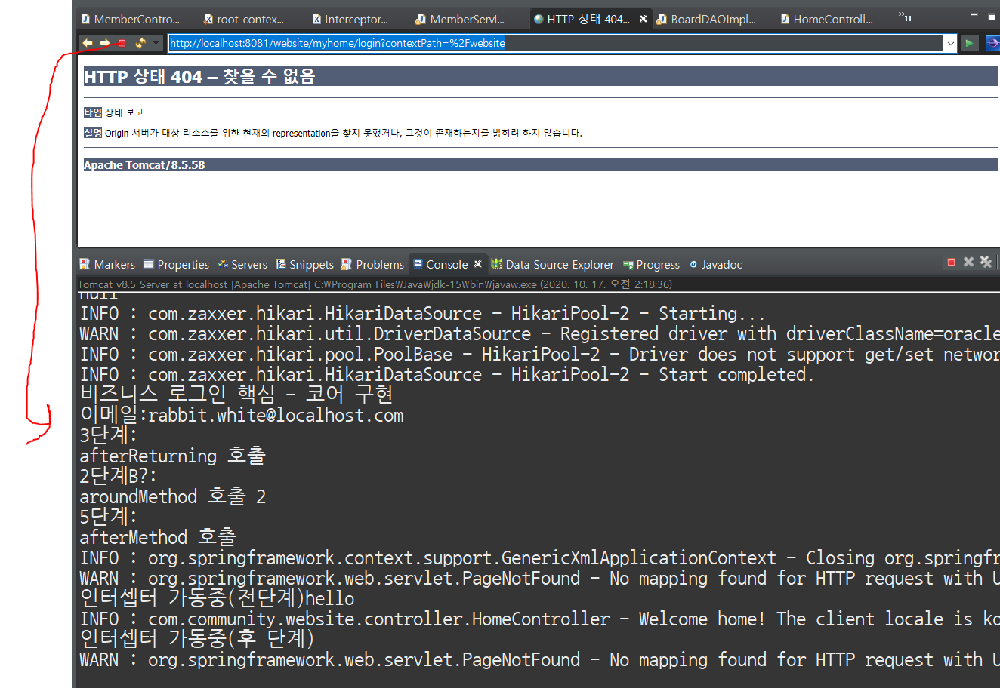 MemberContro...
root-contex...
interceptor...
MemberServi...
HTTP 상태 404...
BoardDAOImpl...
HomeControll...
»11
http://localhost:8081/website/myhome/login?contextPath=%2Fwebsite
HTTP 상태 404 – 찾을 수 없음
타입 상태 보고
설명 Origin 서버가 대상 리소스를 위한 현재의 representation을 찾지 못했거나, 그것이 존재하는지를 밝히려 하지 않습니다.
Apache Tomcat/8.5.58
Markers
Properties
Servers
Snippets
Problems
Console
Data Source Explorer
Progress
Javadoc
Tomcat v8.5 Server at localhost [Apache Tomcat] C:₩Program Files₩Java₩jdk-15₩bin₩javaw.exe (2020. 10. 17. 오전 2:18:36)
null
INFO : com.zaxxer.hikari.HikariDataSource - HikariPool-2 - Starting...
WARN : com.zaxxer.hikari.util.DriverDataSource - Registered driver with driverClassName=oracle
INFO : com.zaxxer.hikari.pool.PoolBase - HikariPool-2 - Driver does not support get/set networ
INFO : com.zaxxer.hikari.HikariDataSource - HikariPool-2 - Start completed.
비즈니스 로그인 핵심 - 코어 구현
이메일:rabbit.white@localhost.com
3단계:
afterReturning 호출
2단계B?:
aroundMethod 호출 2
5단계:
afterMethod 호출
INFO : org.springframework.context.support.GenericXmlApplicationContext - Closing org.springfr
WARN : org.springframework.web.servlet.PageNotFound - No mapping found for HTTP request with U
인터셉터 가동중(전단계)hello
INFO : com.community.website.controller.HomeController - Welcome home! The client locale is ko
인터셉터 가동중(후 단계)
WARN : org.springframework.web.servlet.PageNotFound - No mapping found for HTTP request with U